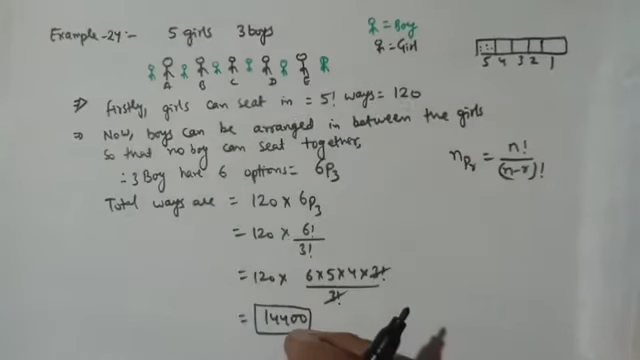 Example-24: 5 girls 3 boys
= Boy
= Girl
A B C D E
5 4 3 2 1
⇒ firstly, girls can seat in = 5! ways = 120
⇒ Now, boys can be arranged in between the girls
so that no boy can seat together,
∴ 3 Boy have 6 options = 6P₃
nPᵣ = n!/(n-r)!
Total ways are = 120 × 6P₃
= 120 × 6!/3!
= 120 × 6×5×4×3!/3!
= 14400